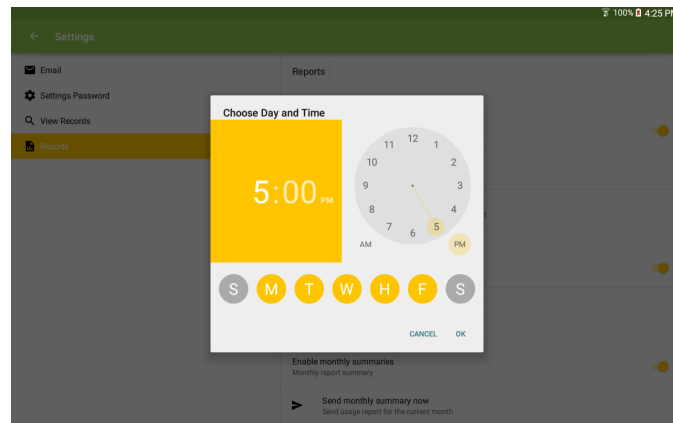 100% 4:25 PM
Settings
Email
Settings Password
View Records
Reports
Reports
Choose Day and Time
5:00 PM
12
11 1
10 2
9 3
8 4
7 5
6
AM PM
S M T W H F S
CANCEL OK
Enable monthly summaries
Monthly report summery
Send monthly summary now
Send usage report for the current month